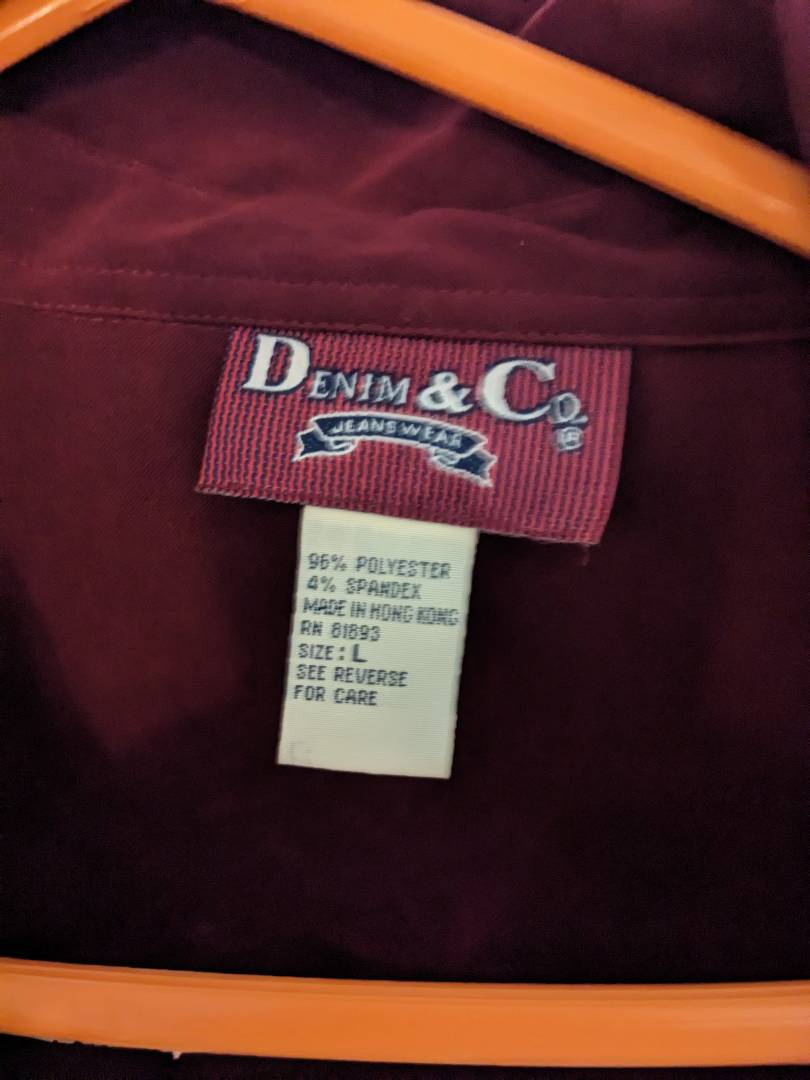 DENIM & CO.
®
JEANSWEAR
96% POLYESTER
4% SPANDEX
MADE IN HONG KONG
RN 81893
SIZE: L
SEE REVERSE
FOR CARE